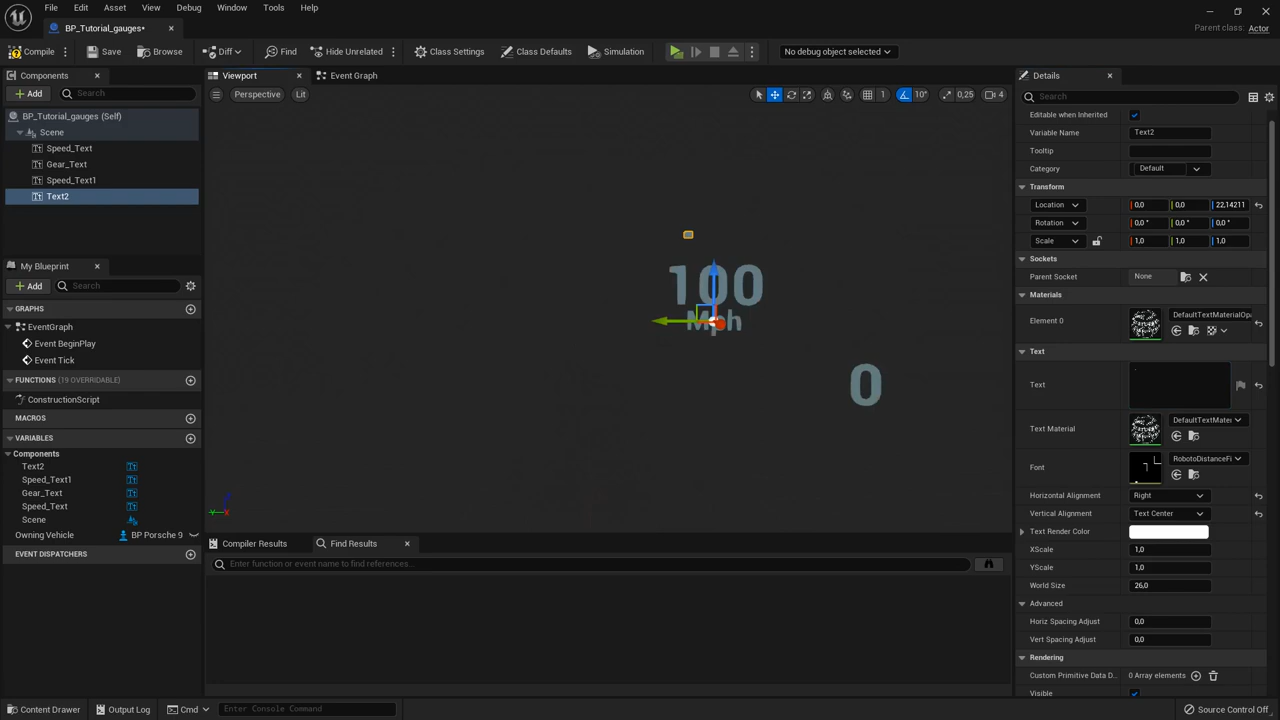 File Edit Asset View Debug Window Tools Help
BP_Tutorial_gauges*
Parent class: Actor
Compile Save Browse Diff Find Hide Unrelated Class Settings Class Defaults Simulation No debug object selected
Components
Add Search
BP_Tutorial_gauges (Self)
Scene
Speed_Text
Gear_Text
Speed_Text1
Text2
My Blueprint
Add Search
GRAPHS
EventGraph
Event BeginPlay
Event Tick
FUNCTIONS (19 OVERRIDABLE)
ConstructionScript
MACROS
VARIABLES
Components
Text2
Speed_Text1
Gear_Text
Speed_Text
Scene
Owning Vehicle BP Porsche 9
EVENT DISPATCHERS
Viewport Event Graph
Perspective Lit
1 10° 0,25 4
100
Mph
0
Compiler Results Find Results
Enter function or event name to find references...
Details
Search
Editable when Inherited
Variable Name Text2
Tooltip
Category Default
Transform
Location 0,0 0,0 22,14211
Rotation 0,0 ° 0,0 ° 0,0 °
Scale 1,0 1,0 1,0
Sockets
Parent Socket None
Materials
Element 0 DefaultTextMaterialOpa
Text
Text
Text Material DefaultTextMater
Font RobotoDistanceFi
Horizontal Alignment Right
Vertical Alignment Text Center
Text Render Color
XScale 1,0
YScale 1,0
World Size 26,0
Advanced
Horiz Spacing Adjust 0,0
Vert Spacing Adjust 0,0
Rendering
Custom Primitive Data D... 0 Array elements
Visible
Content Drawer Output Log Cmd Enter Console Command Source Control Off